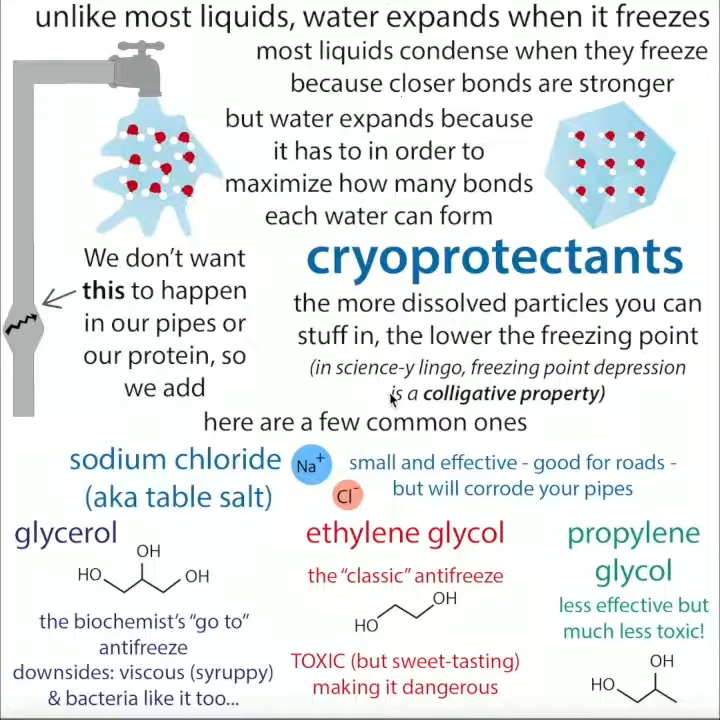 unlike most liquids, water expands when it freezes
most liquids condense when they freeze
because closer bonds are stronger
but water expands because
it has to in order to
maximize how many bonds
each water can form
We don't want
this to happen
in our pipes or
our protein, so
we add
cryoprotectants
the more dissolved particles you can
stuff in, the lower the freezing point
(in science-y lingo, freezing point depression
is a colligative property)
here are a few common ones
sodium chloride
(aka table salt)
Na+
Cl-
small and effective - good for roads -
but will corrode your pipes
glycerol
OH
HO
OH
the biochemist's "go to"
antifreeze
downsides: viscous (syruppy)
& bacteria like it too...
ethylene glycol
the "classic" antifreeze
OH
HO
TOXIC (but sweet-tasting)
making it dangerous
propylene
glycol
less effective but
much less toxic!
OH
HO